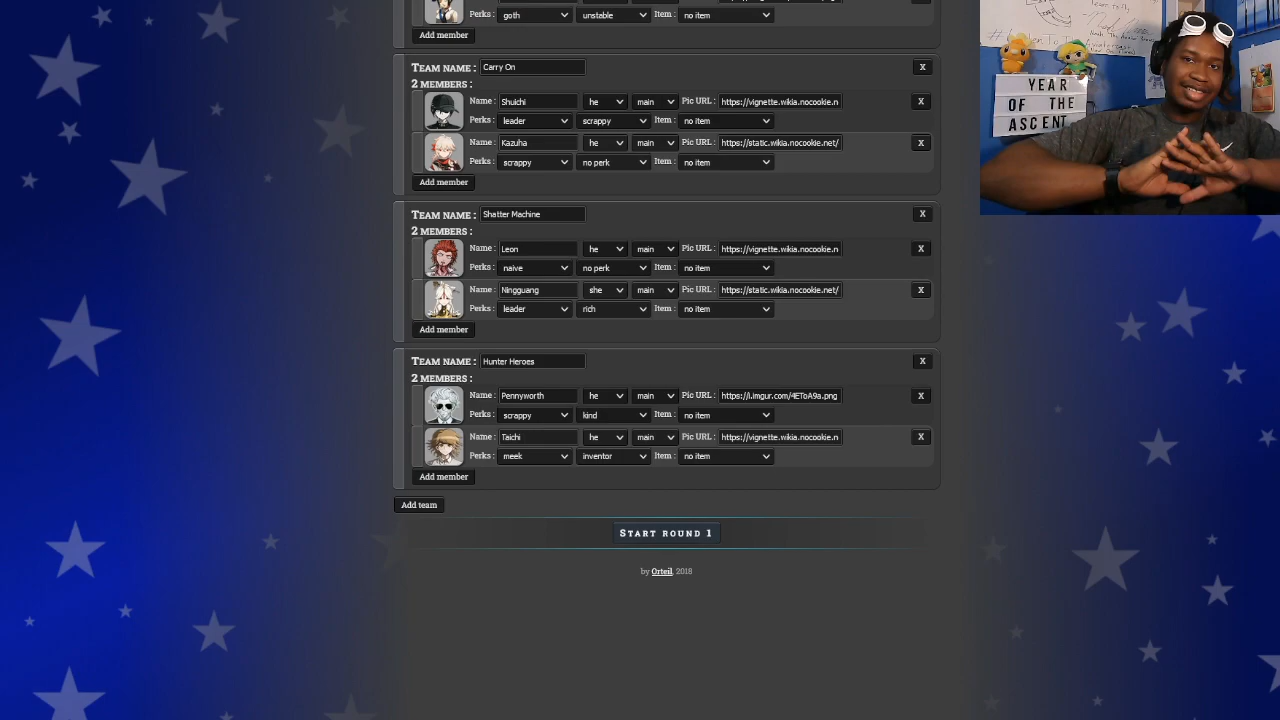 Perks : goth unstable Item : no item
Add member
TEAM NAME : Carry On X
2 MEMBERS :
Name : Shuichi he main Pic URL : https://vignette.wikia.nocookie.n X
Perks : leader scrappy Item : no item
Name : Kazuha he main Pic URL : https://static.wikia.nocookie.net/ X
Perks : scrappy no perk Item : no item
Add member
TEAM NAME : Shatter Machine X
2 MEMBERS :
Name : Leon he main Pic URL : https://vignette.wikia.nocookie.n X
Perks : naive no perk Item : no item
Name : Ningguang she main Pic URL : https://static.wikia.nocookie.net/ X
Perks : leader rich Item : no item
Add member
TEAM NAME : Hunter Heroes X
2 MEMBERS :
Name : Pennyworth he main Pic URL : https://i.imgur.com/4EToA9a.png X
Perks : scrappy kind Item : no item
Name : Taichi he main Pic URL : https://vignette.wikia.nocookie.n X
Perks : meek inventor Item : no item
Add member
Add team
START ROUND 1
by Orteil, 2018
YEAR
OF THE
ASCENT